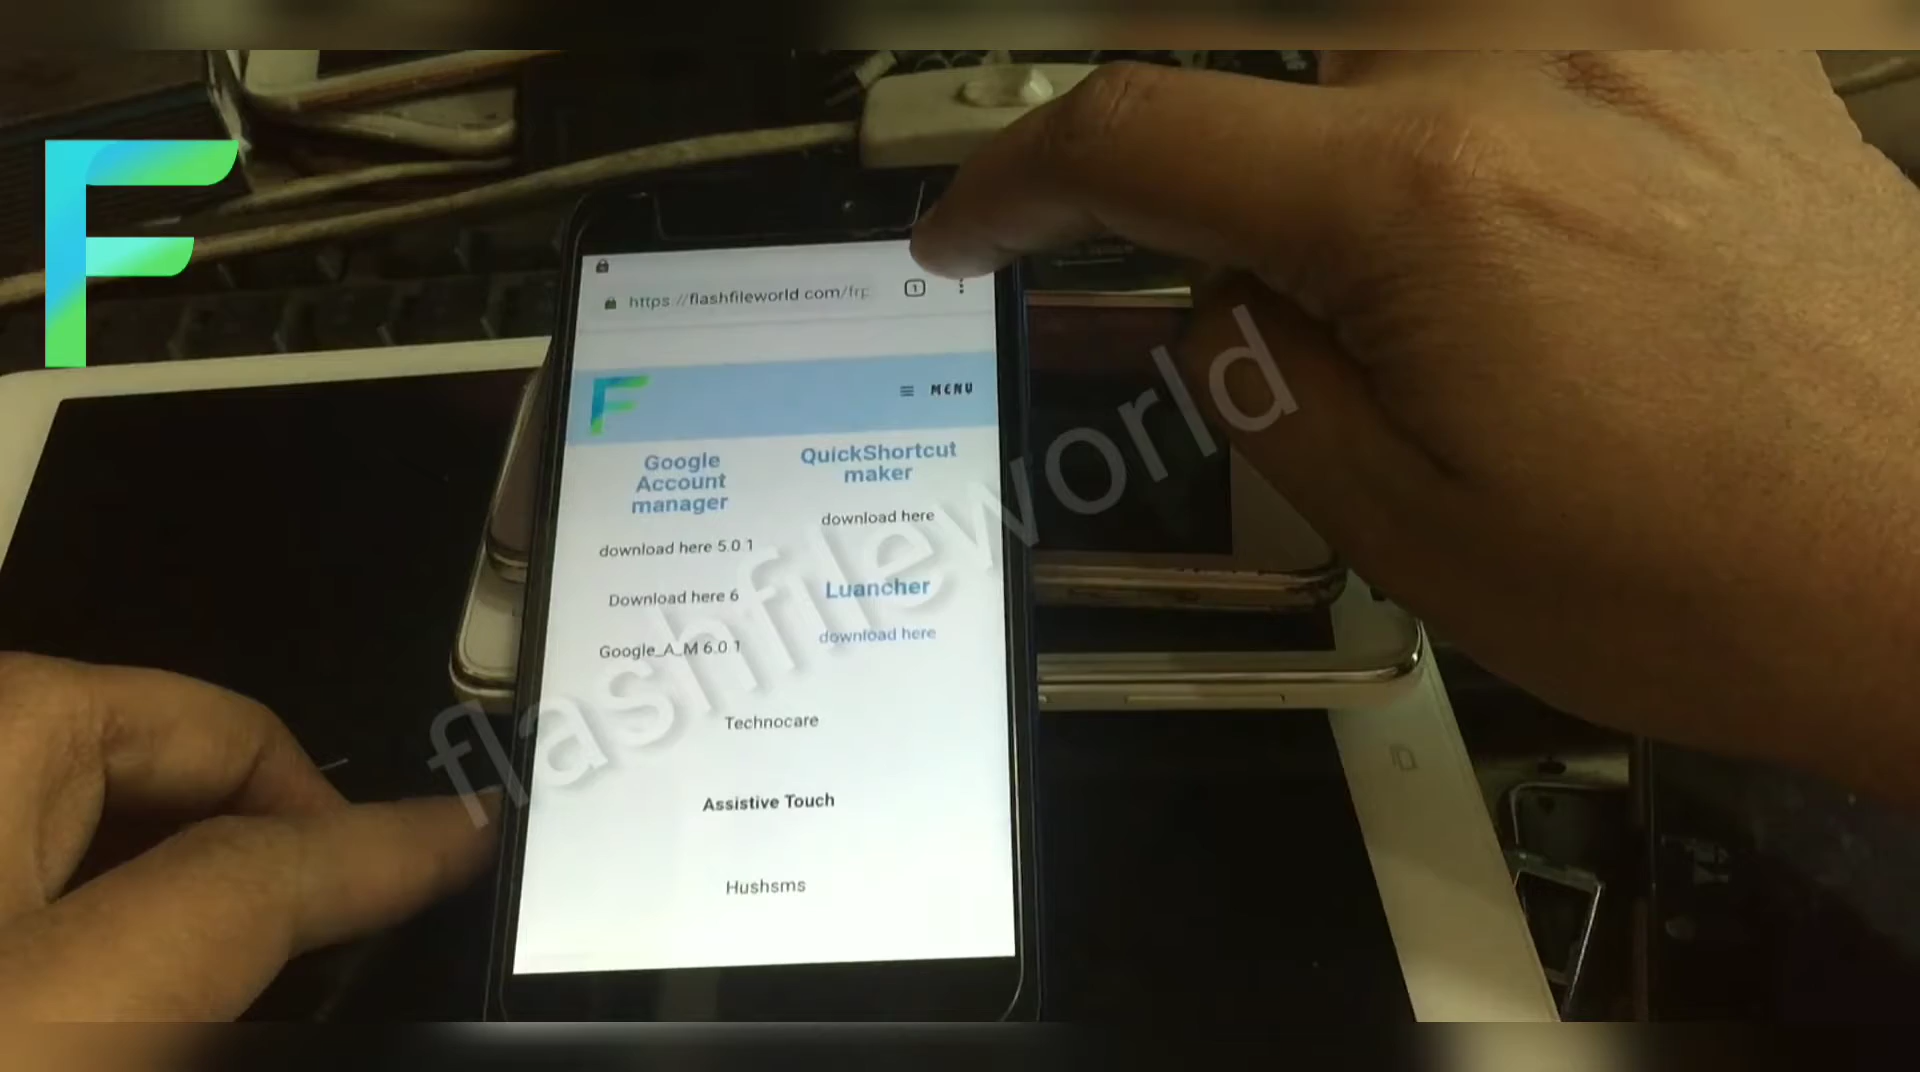 https://flashfileworld.com/frp
1
MENU
Google
Account
manager
download here 5.0 1
Download here 6
Google_A_M 6.0 1
QuickShortcut
maker
download here
Luancher
download here
Technocare
Assistive Touch
Hushsms
flashfileworld